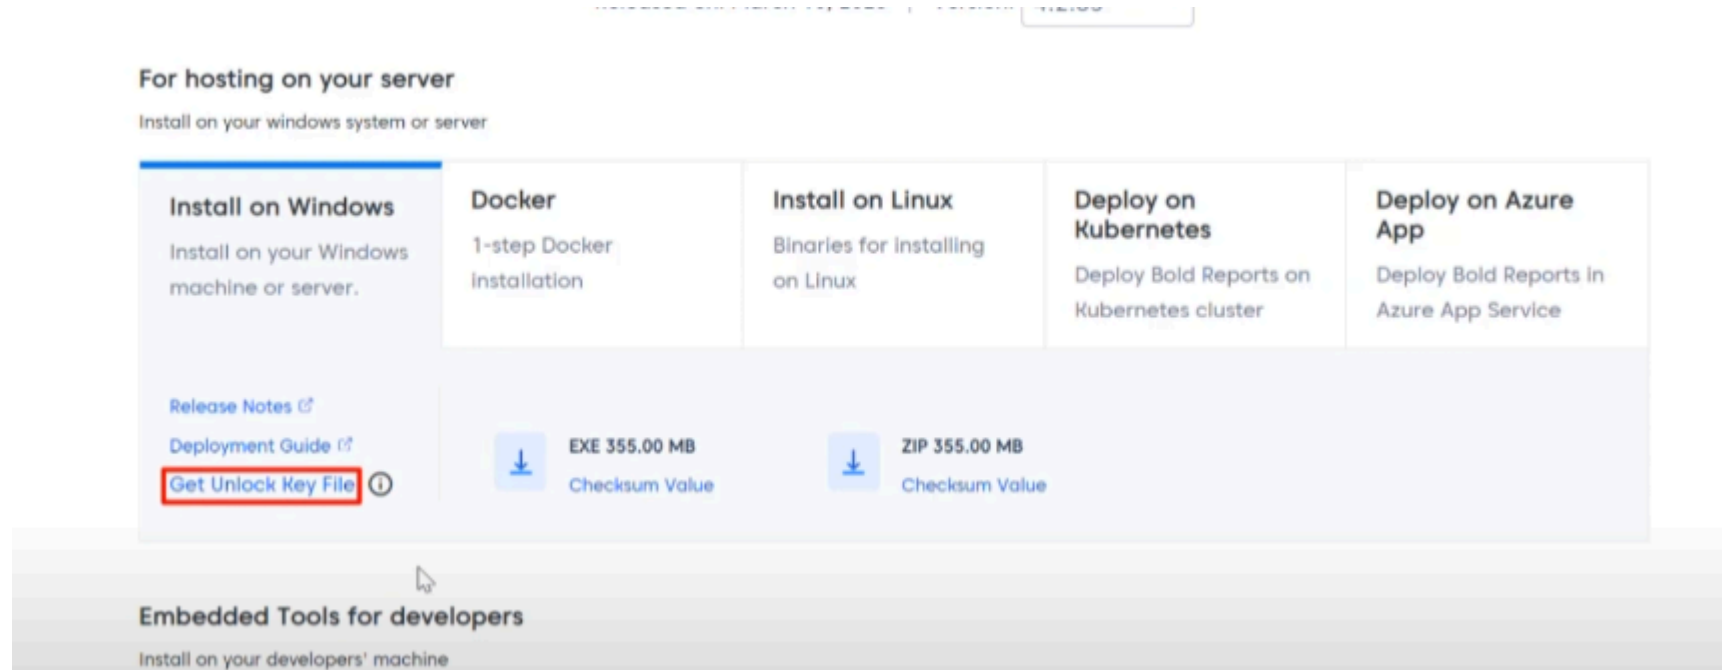 For hosting on your server
Install on your windows system or server
Install on Windows
Install on your Windows
machine or server.
Docker
1-step Docker
Installation
Install on Linux
Binaries for installing
on Linux
Deploy on
Kubernetes
Deploy Bold Reports on
Kubernetes cluster
Deploy on Azure
App
Deploy Bold Reports in
Azure App Service
Release Notes
Deployment Guide
Get Unlock Key File
EXE 355.00 MB
Checksum Value
ZIP 355.00 MB
Checksum Value
Embedded Tools for developers
Install on your developers' machine